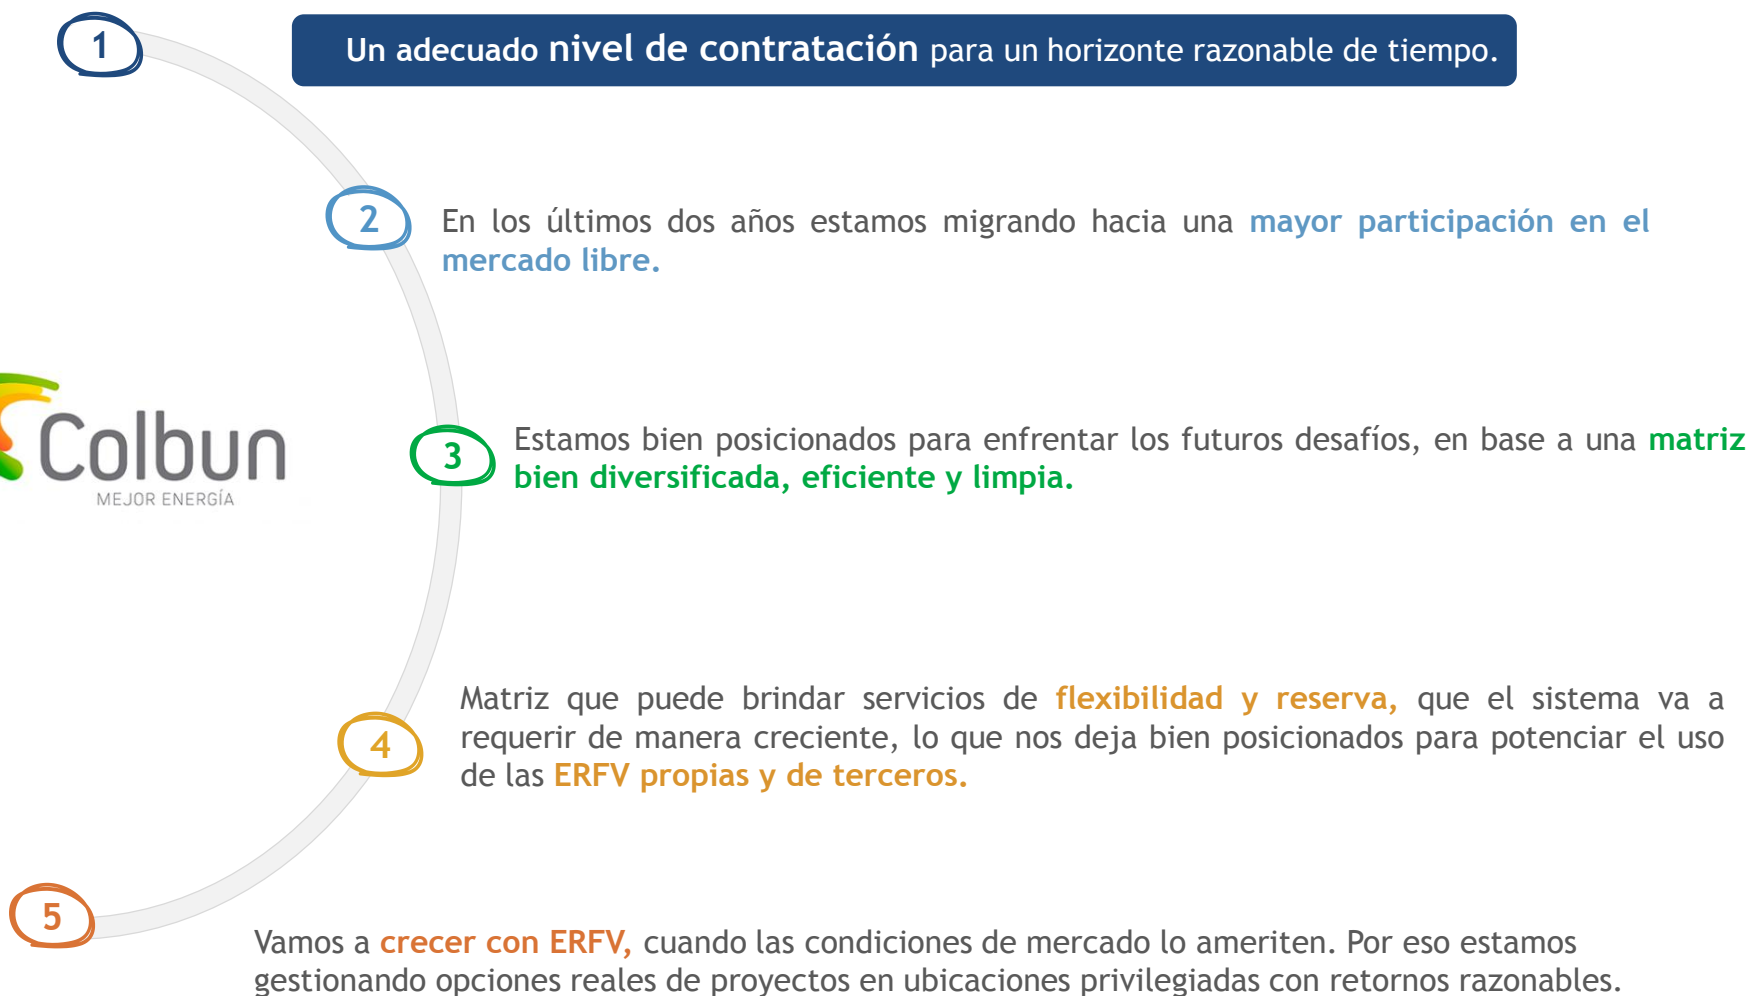 1
Un adecuado nivel de contratación para un horizonte razonable de tiempo.
2
En los últimos dos años estamos migrando hacia una mayor participación en el
mercado libre.
Colbun
MEJOR ENERGÍA
3
Estamos bien posicionados para enfrentar los futuros desafíos, en base a una matriz
bien diversificada, eficiente y limpia.
4
Matriz que puede brindar servicios de flexibilidad y reserva, que el sistema va a
requerir de manera creciente, lo que nos deja bien posicionados para potenciar el uso
de las ERFV propias y de terceros.
5
Vamos a crecer con ERFV, cuando las condiciones de mercado lo ameriten. Por eso estamos
gestionando opciones reales de proyectos en ubicaciones privilegiadas con retornos razonables.